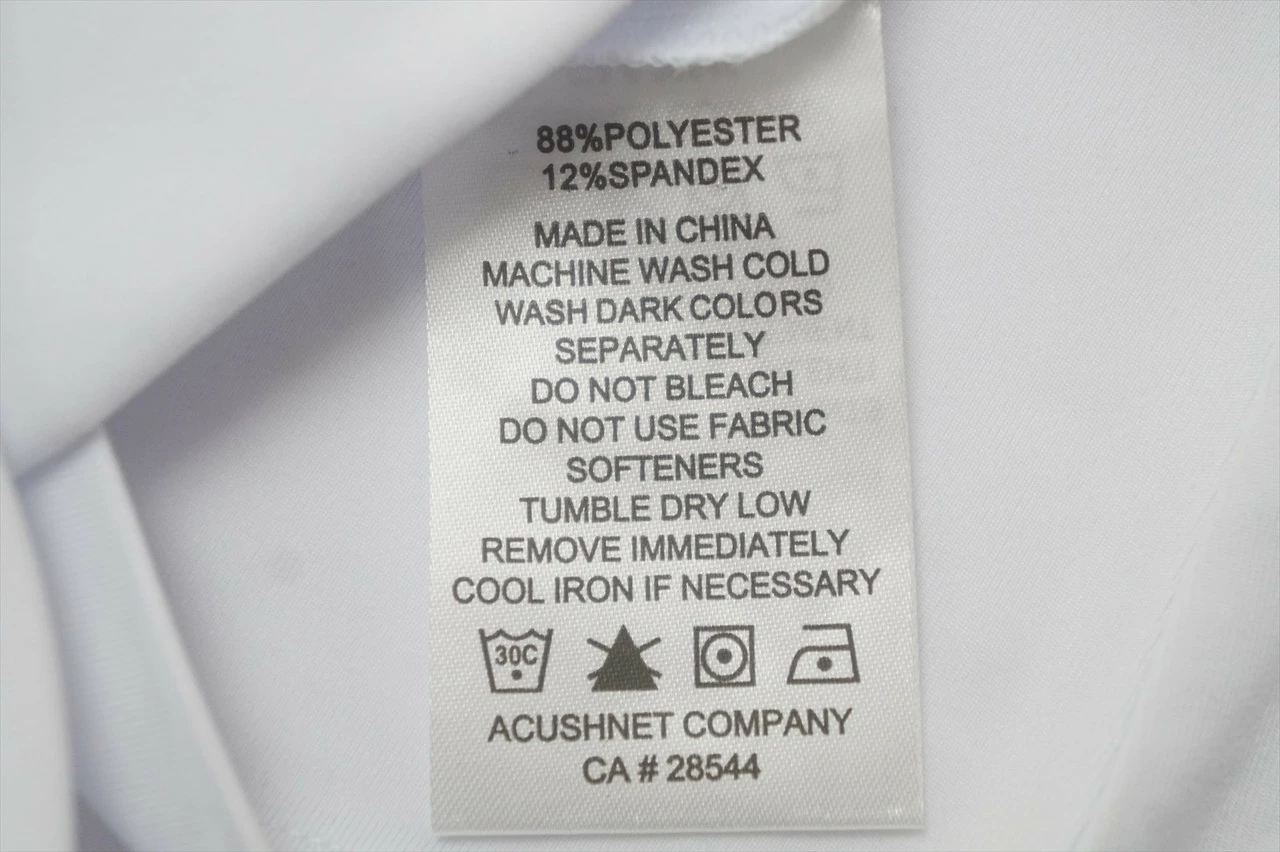 88%POLYESTER
12%SPANDEX
MADE IN CHINA
MACHINE WASH COLD
WASH DARK COLORS
SEPARATELY
DO NOT BLEACH
DO NOT USE FABRIC
SOFTENERS
TUMBLE DRY LOW
REMOVE IMMEDIATELY
COOL IRON IF NECESSARY
30C
ACUSHNET COMPANY
CA # 28544